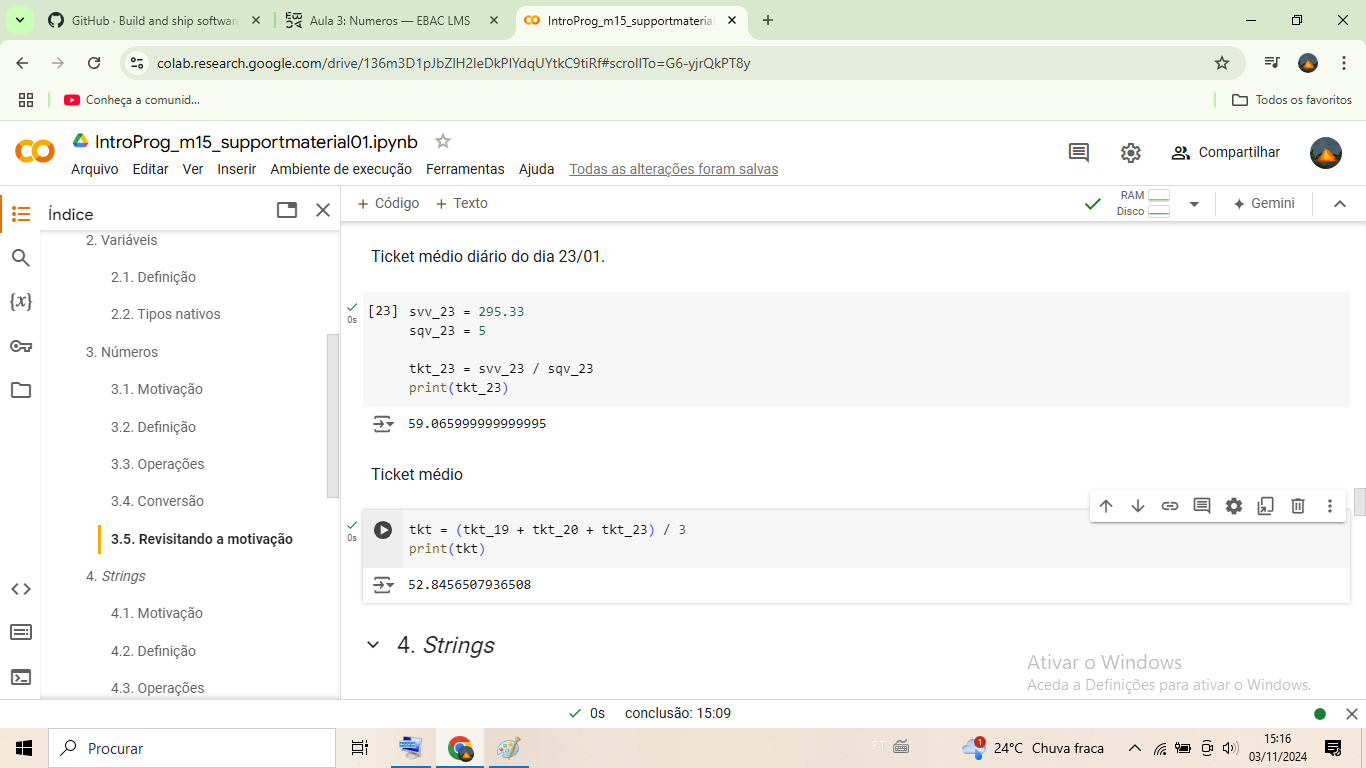 GitHub · Build and ship software
Aula 3: Numeros — EBAC LMS
IntroProg_m15_supportmaterial
colab.research.google.com/drive/136m3D1pJbZIH2IeDkPIYdqUYtkC9tiRf#scrollTo=G6-yjrQkPT8y
Conheça a comunid...
Todos os favoritos
IntroProg_m15_supportmaterial01.ipynb
Arquivo Editar Ver Inserir Ambiente de execução Ferramentas Ajuda Todas as alterações foram salvas
Compartilhar
Índice
+ Código + Texto
RAM
Disco
Gemini
2. Variáveis
2.1. Definição
2.2. Tipos nativos
3. Números
3.1. Motivação
3.2. Definição
3.3. Operações
3.4. Conversão
3.5. Revisitando a motivação
4. Strings
4.1. Motivação
4.2. Definição
4.3. Operações
Ticket médio diário do dia 23/01.
0s
[23] svv_23 = 295.33
sqv_23 = 5
tkt_23 = svv_23 / sqv_23
print(tkt_23)
59.065999999999995
Ticket médio
0s
tkt = (tkt_19 + tkt_20 + tkt_23) / 3
print(tkt)
52.8456507936508
4. Strings
Ativar o Windows
Aceda a Definições para ativar o Windows.
0s conclusão: 15:09
Procurar
PT
1
24°C Chuva fraca
15:16
03/11/2024